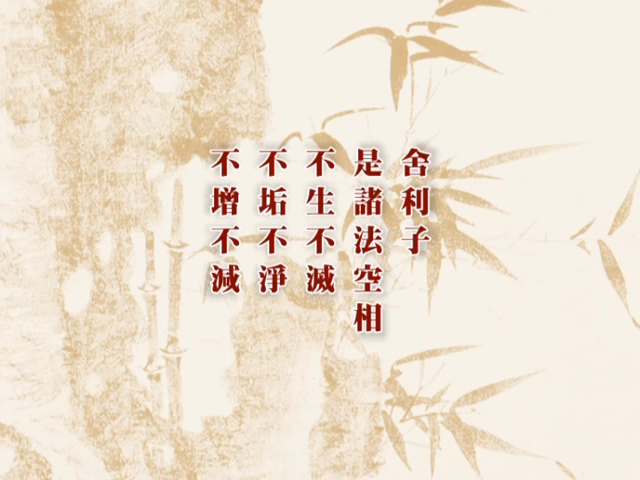 舍利子
是諸法空相
不生不滅
不垢不淨
不增不減